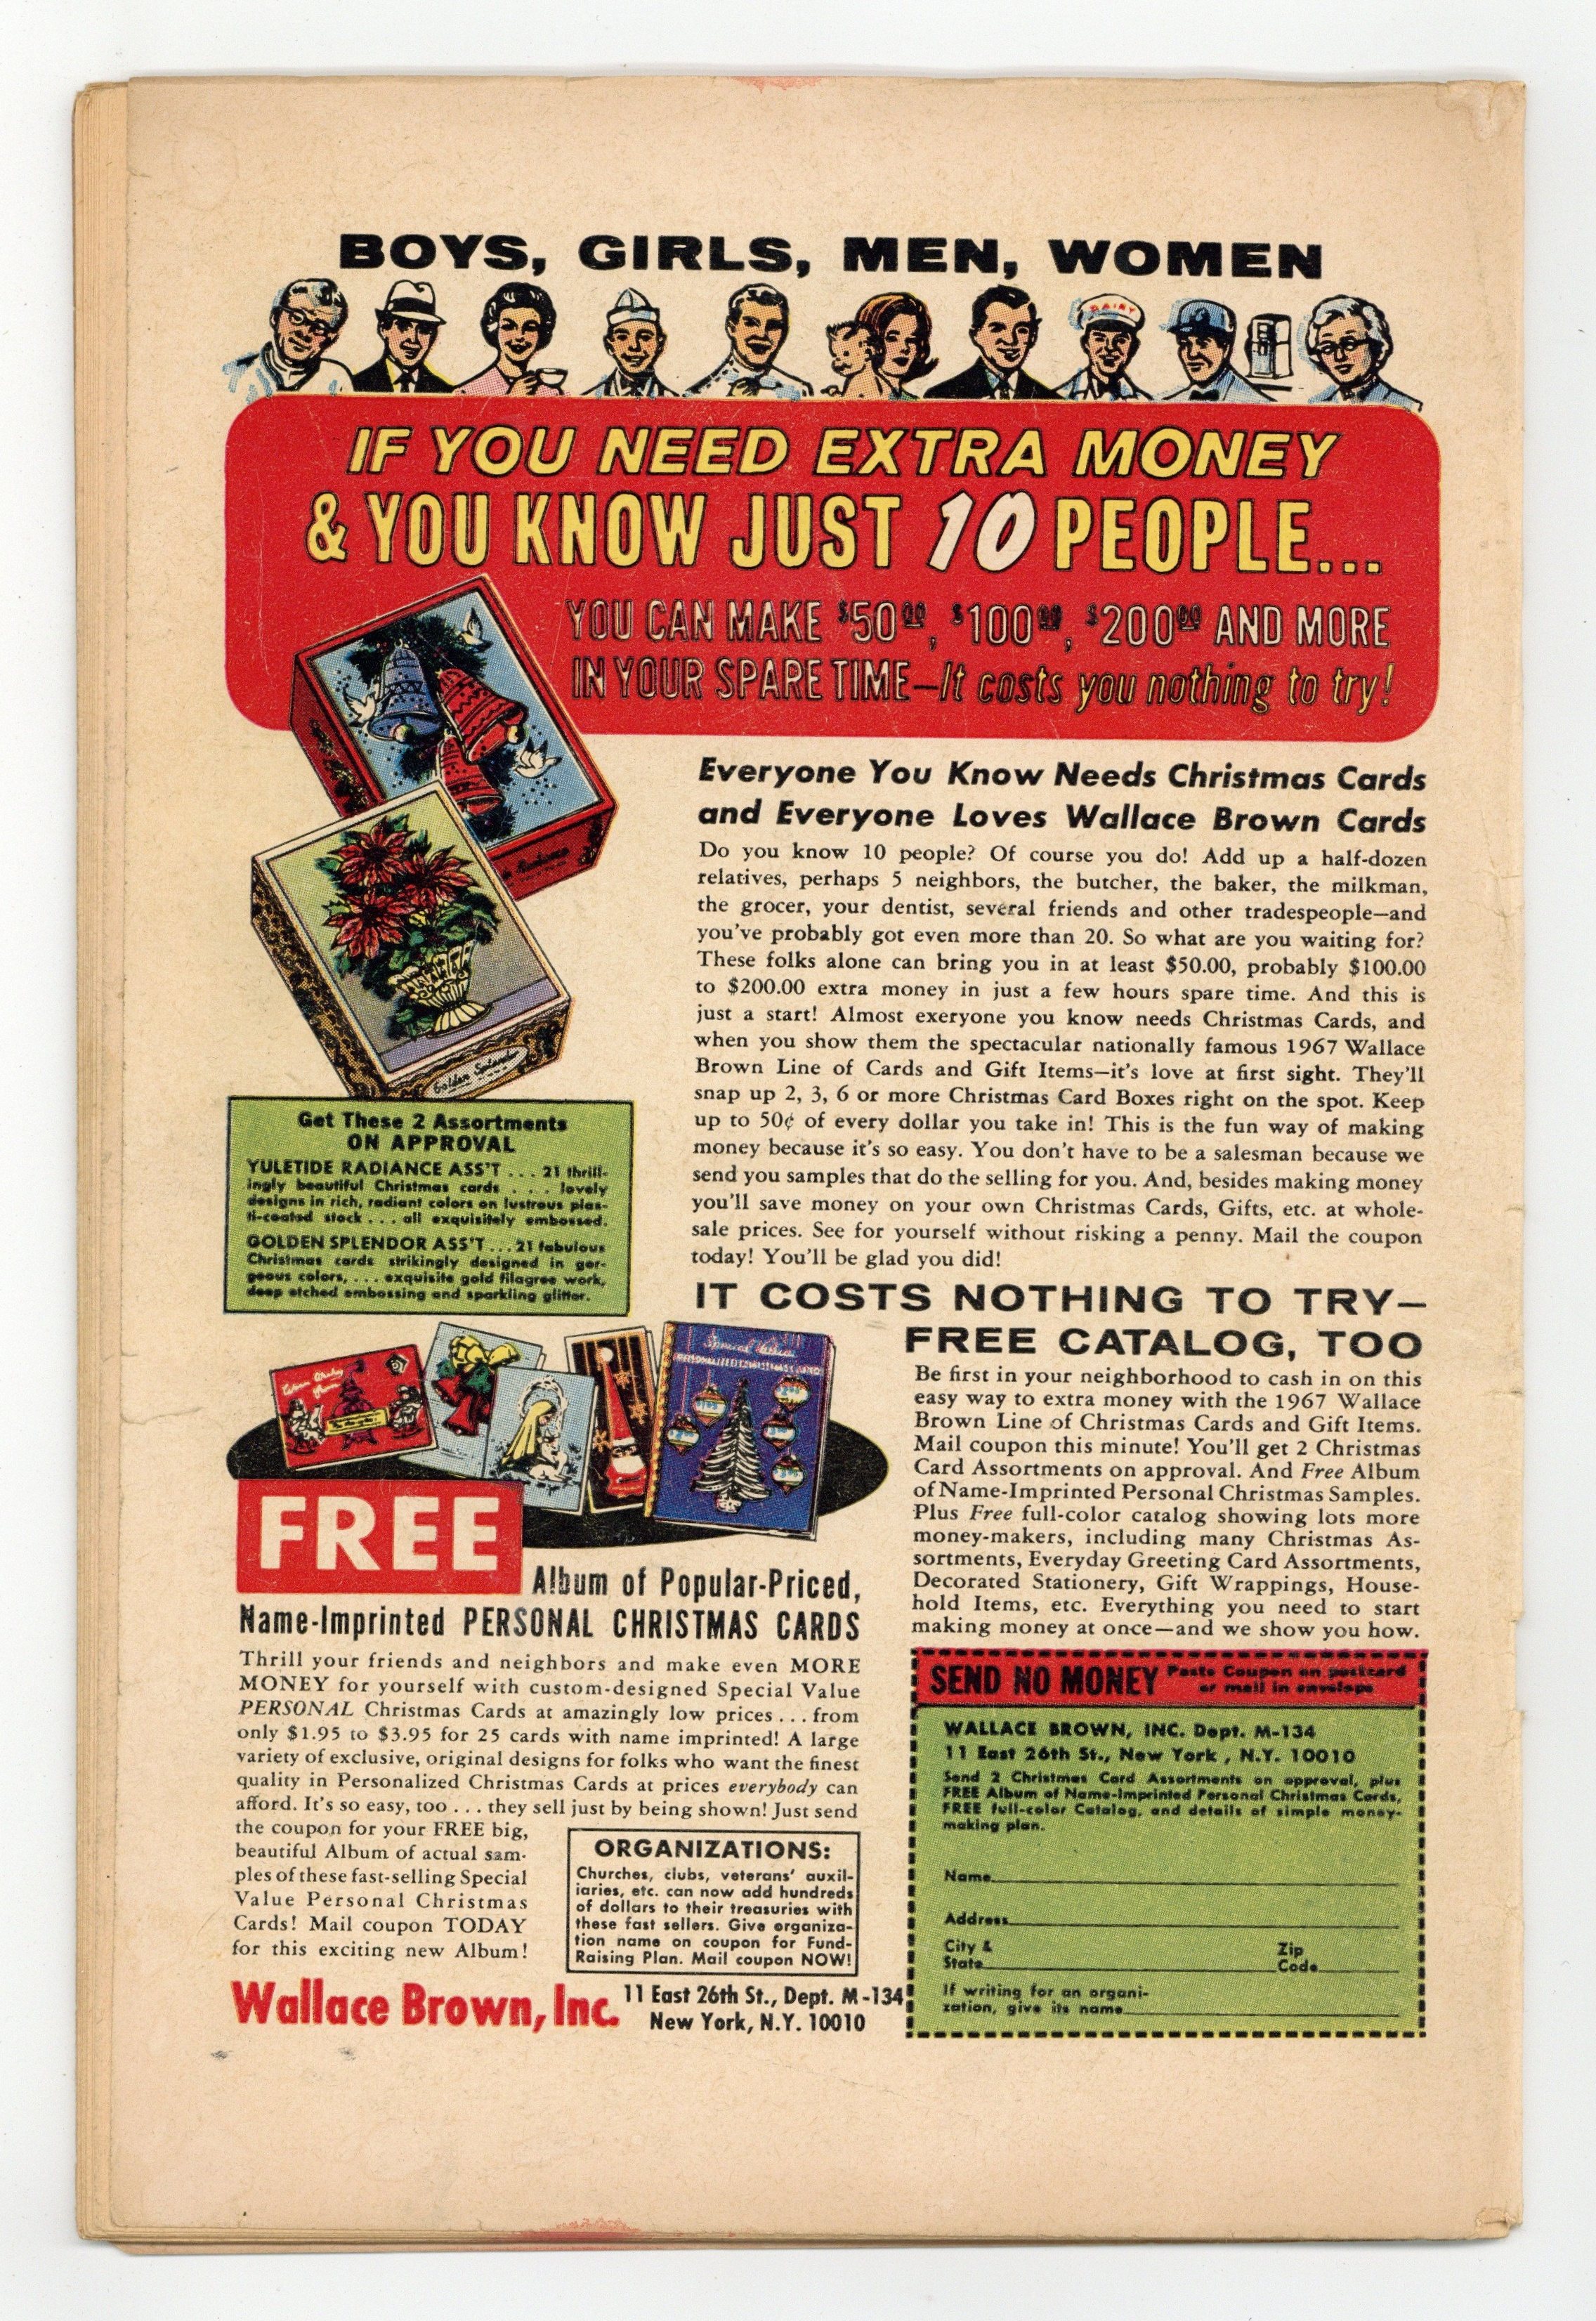 BOYS, GIRLS, MEN, WOMEN
DAIRY
IF YOU NEED EXTRA MONEY
& YOU KNOW JUST 10 PEOPLE...
YOU CAN MAKE $50.00, $100.00, $200.00 AND MORE
IN YOUR SPARE TIME—It costs you nothing to try!
Radiance
Golden Splendor
Everyone You Know Needs Christmas Cards
and Everyone Loves Wallace Brown Cards
Do you know 10 people? Of course you do! Add up a half-dozen
relatives, perhaps 5 neighbors, the butcher, the baker, the milkman,
the grocer, your dentist, several friends and other tradespeople—and
you've probably got even more than 20. So what are you waiting for?
These folks alone can bring you in at least $50.00, probably $100.00
to $200.00 extra money in just a few hours spare time. And this is
just a start! Almost exeryone you know needs Christmas Cards, and
when you show them the spectacular nationally famous 1967 Wallace
Brown Line of Cards and Gift Items—it's love at first sight. They'll
snap up 2, 3, 6 or more Christmas Card Boxes right on the spot. Keep
up to 50¢ of every dollar you take in! This is the fun way of making
money because it's so easy. You don't have to be a salesman because we
send you samples that do the selling for you. And, besides making money
you'll save money on your own Christmas Cards, Gifts, etc. at whole-
sale prices. See for yourself without risking a penny. Mail the coupon
today! You'll be glad you did!
Get These 2 Assortments
ON APPROVAL
YULETIDE RADIANCE ASS'T . . . 21 thrill-
ingly beautiful Christmas cards . . . lovely
designs in rich, radiant colors on lustrous plas-
ti-coated stock . . . all exquisitely embossed.
GOLDEN SPLENDOR ASS'T . . . 21 fabulous
Christmas cards strikingly designed in gor-
geous colors, . . . exquisite gold filagree work,
deep etched embossing and sparkling glitter.
IT COSTS NOTHING TO TRY—
FREE CATALOG, TOO
Be first in your neighborhood to cash in on this
easy way to extra money with the 1967 Wallace
Brown Line of Christmas Cards and Gift Items.
Mail coupon this minute! You'll get 2 Christmas
Card Assortments on approval. And Free Album
of Name-Imprinted Personal Christmas Samples.
Plus Free full-color catalog showing lots more
money-makers, including many Christmas As-
sortments, Everyday Greeting Card Assortments,
Decorated Stationery, Gift Wrappings, House-
hold Items, etc. Everything you need to start
making money at once—and we show you how.
Special Value
PERSONALIZED CHRISTMAS CARDS
FREE
Album of Popular-Priced,
Name-Imprinted PERSONAL CHRISTMAS CARDS
Thrill your friends and neighbors and make even MORE
MONEY for yourself with custom-designed Special Value
PERSONAL Christmas Cards at amazingly low prices . . . from
only $1.95 to $3.95 for 25 cards with name imprinted! A large
variety of exclusive, original designs for folks who want the finest
quality in Personalized Christmas Cards at prices everybody can
afford. It's so easy, too . . . they sell just by being shown! Just send
the coupon for your FREE big,
beautiful Album of actual sam-
ples of these fast-selling Special
Value Personal Christmas
Cards! Mail coupon TODAY
for this exciting new Album!
ORGANIZATIONS:
Churches, clubs, veterans' auxil-
iaries, etc. can now add hundreds
of dollars to their treasuries with
these fast sellers. Give organiza-
tion name on coupon for Fund-
Raising Plan. Mail coupon NOW!
Wallace Brown, Inc.
11 East 26th St., Dept. M-134
New York, N.Y. 10010
SEND NO MONEY Paste Coupon on postcard
or mail in envelope
WALLACE BROWN, INC. Dept. M-134
11 East 26th St., New York , N.Y. 10010
Send 2 Christmas Card Assortments on approval, plus
FREE Album of Name-Imprinted Personal Christmas Cards,
FREE full-color Catalog, and details of simple money-
making plan.
Name
Address
City &
State
Zip
Code
If writing for an organi-
zation, give its name